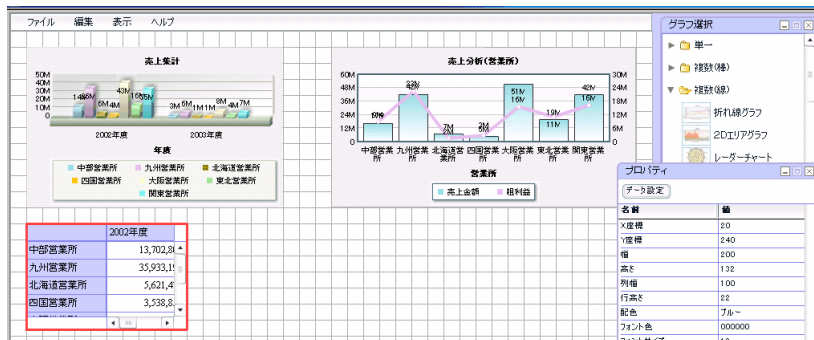 ファイル 編集 表示 ヘルプ
売上集計
50M
40M
30M
20M
10M
0
43M
6M 4M
3M 6M 1M 1M 8M 4M 7M
2002年度 2003年度
年度
中部営業所 九州営業所 北海道営業所
四国営業所 大阪営業所 東北営業所
関東営業所
売上分析(営業所)
60M
48M
36M
24M
12M
0
30M
24M
18M
12M
6M
0
51M
16M
42M
16M
19M
11M
中部営業所 九州営業所 北海道営業所 四国営業所 大阪営業所 東北営業所 関東営業所
営業所
売上金額 粗利益
グラフ選択
単一
複数(棒)
複数(線)
折れ線グラフ
2Dエリアグラフ
レーダーチャート
プロパティ
データ設定
名前 値
X座標 20
Y座標 240
幅 200
高さ 132
列幅 100
行高さ 22
配色 ブルー
フォント色 000000
2002年度
中部営業所 13,702,8
九州営業所 35,933,1
北海道営業所 5,621,4
四国営業所 3,538,8